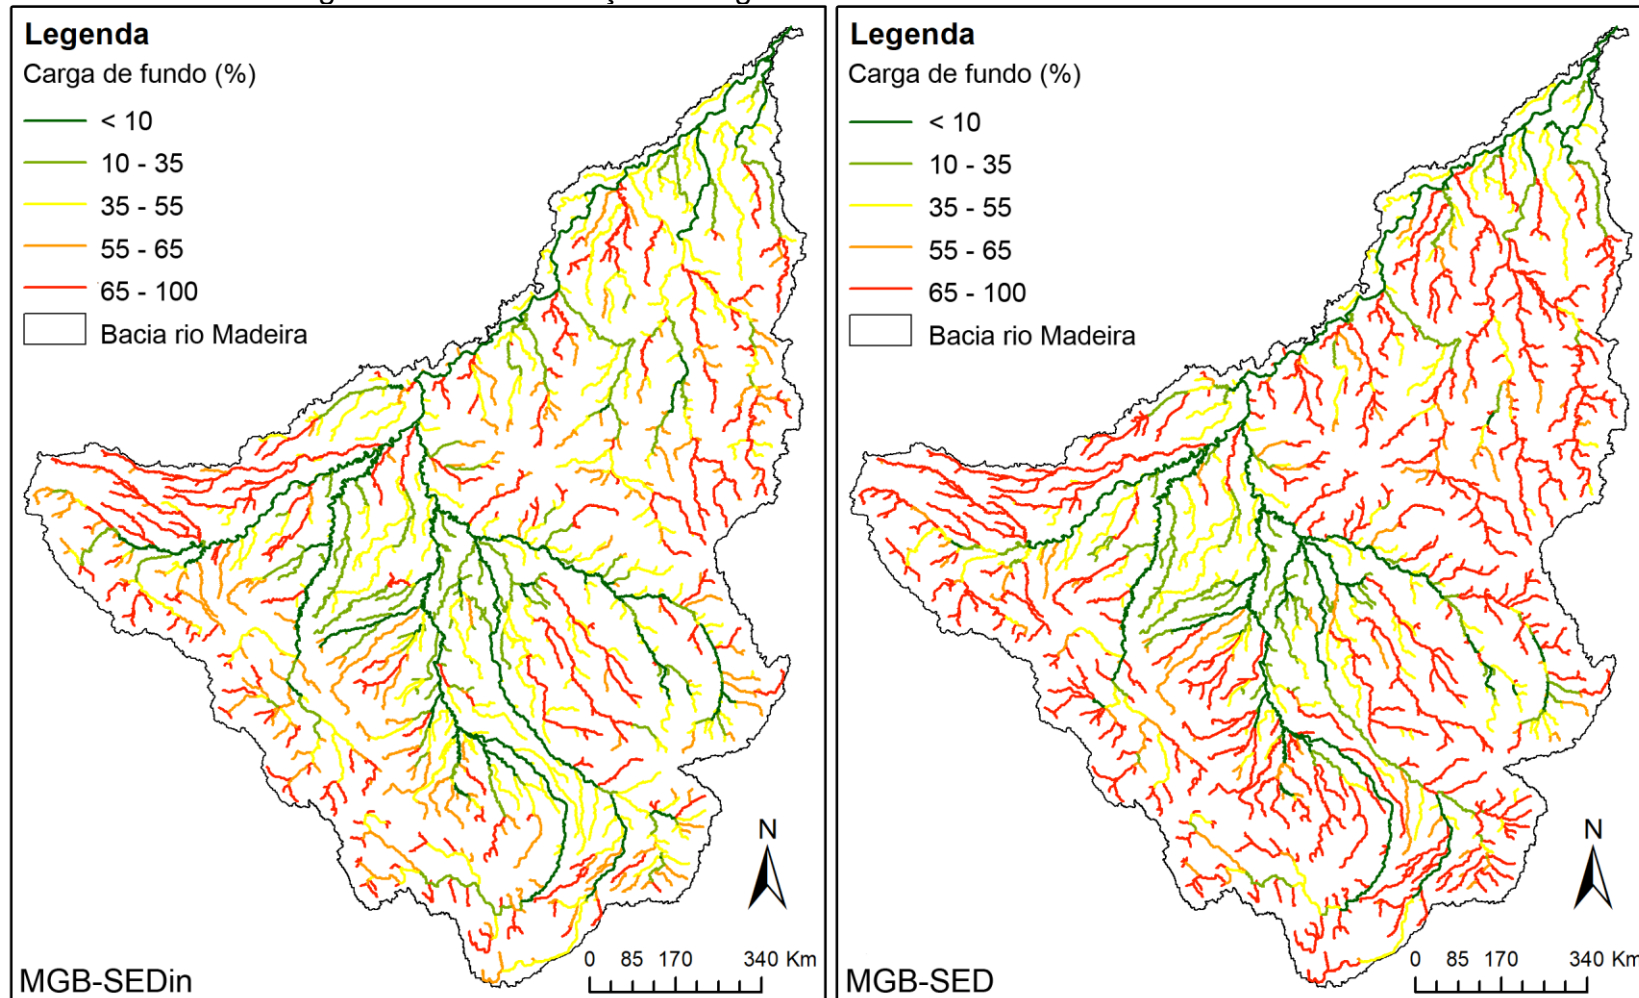 Legenda
Carga de fundo (%)
< 10
10 - 35
35 - 55
55 - 65
65 - 100
Bacia rio Madeira
N
0 85 170 340 Km
MGB-SEDin
Legenda
Carga de fundo (%)
< 10
10 - 35
35 - 55
55 - 65
65 - 100
Bacia rio Madeira
N
0 85 170 340 Km
MGB-SED